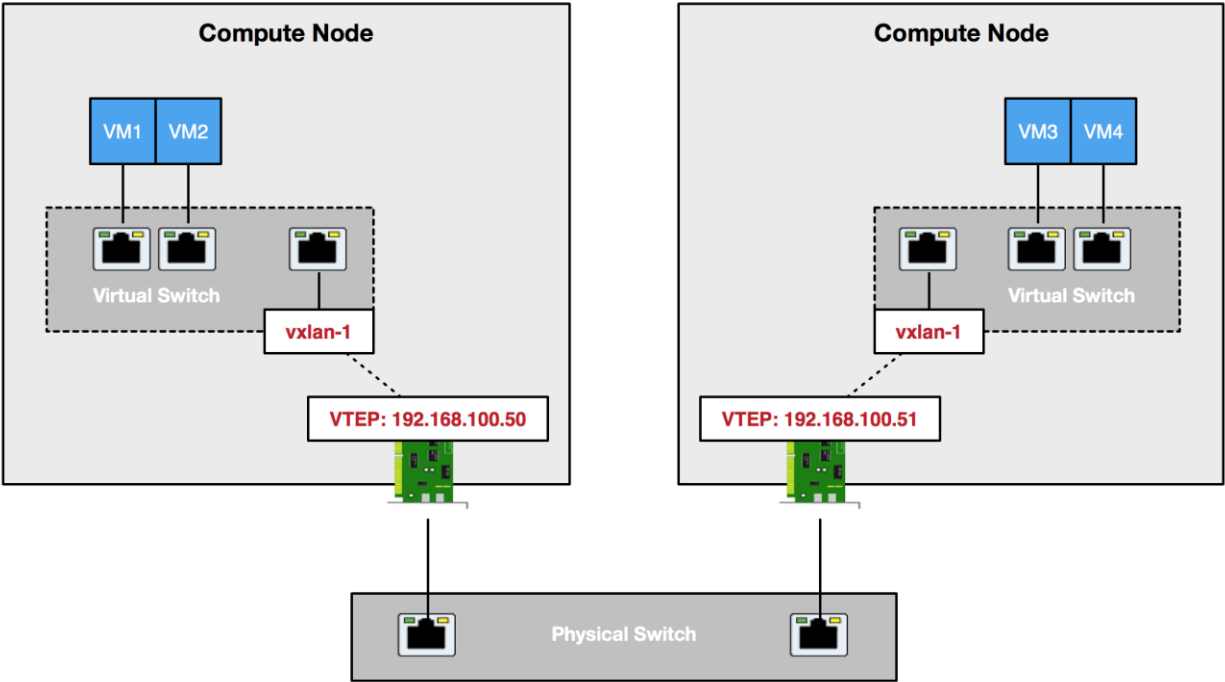 Compute Node
VM1
VM2
Virtual Switch
vxlan-1
VTEP: 192.168.100.50
Compute Node
VM3
VM4
Virtual Switch
vxlan-1
VTEP: 192.168.100.51
Physical Switch